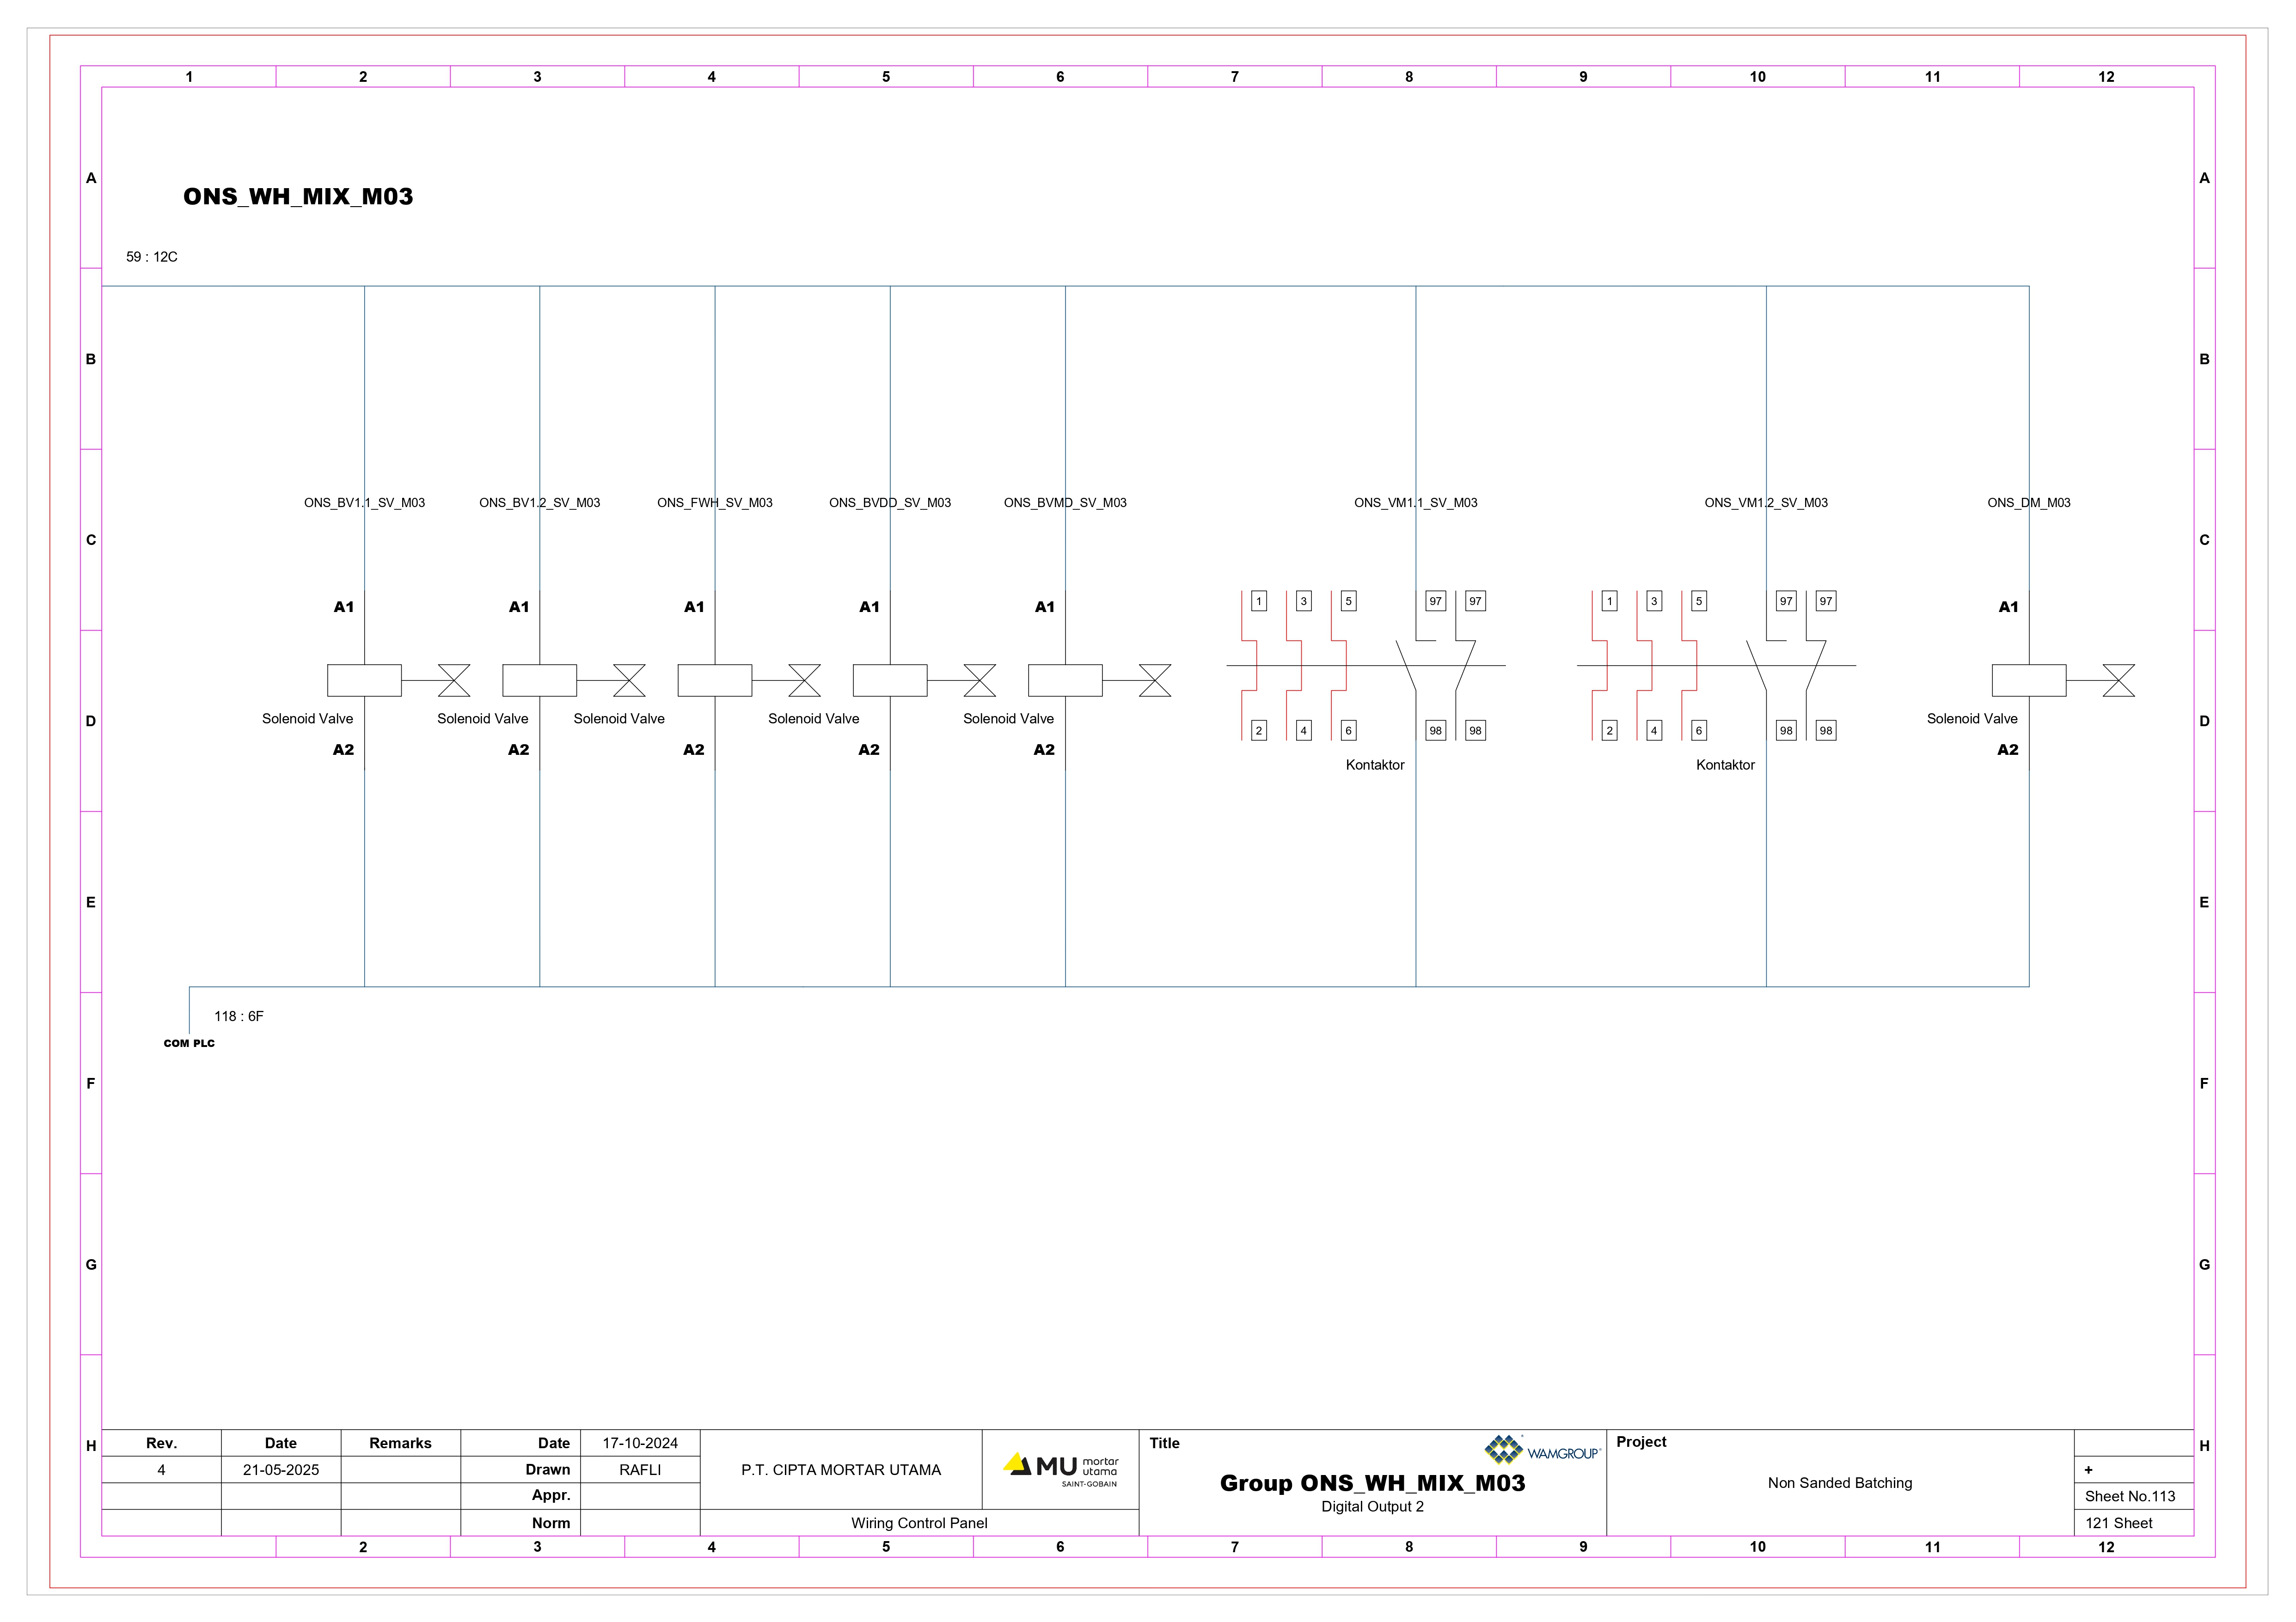 1 2 3 4 5 6 7 8 9 10 11 12
A A
ONS_WH_MIX_M03
59 : 12C
B B
ONS_BV1.1_SV_M03 ONS_BV1.2_SV_M03 ONS_FWH_SV_M03 ONS_BVDD_SV_M03 ONS_BVMD_SV_M03 ONS_VM1.1_SV_M03 ONS_VM1.2_SV_M03 ONS_DM_M03
C C
A1 A1 A1 A1 A1 1 3 5 97 97 1 3 5 97 97 A1
Solenoid Valve Solenoid Valve Solenoid Valve Solenoid Valve Solenoid Valve Solenoid Valve
D D
2 4 6 98 98 2 4 6 98 98
A2 A2 A2 A2 A2 A2
Kontaktor Kontaktor
E E
118 : 6F
COM PLC
F F
G G
H H
Rev. Date Remarks Date 17-10-2024
4 21-05-2025 Drawn RAFLI
Appr.
Norm
P.T. CIPTA MORTAR UTAMA
MU mortar
utama
SAINT-GOBAIN
Wiring Control Panel
Title
WAMGROUP®
Group ONS_WH_MIX_M03
Digital Output 2
Project
Non Sanded Batching
+
Sheet No.113
121 Sheet
2 3 4 5 6 7 8 9 10 11 12